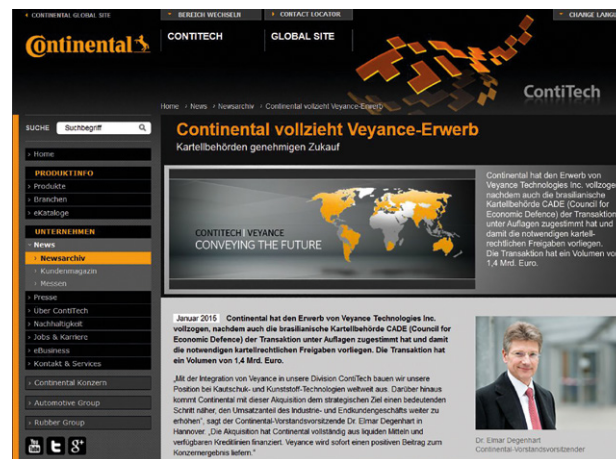 CONTINENTAL GLOBAL SITE
BEREICH WECHSELN
CONTACT LOCATOR
CHANGE LANGU
Continental
CONTITECH
GLOBAL SITE
ContiTech
Home › News › Newsarchiv › Continental vollzieht Veyance-Erwerb
SUCHE Suchbegriff
Continental vollzieht Veyance-Erwerb
Kartellbehörden genehmigen Zukauf
Home
PRODUKTINFO
Produkte
Branchen
eKataloge
UNTERNEHMEN
News
Newsarchiv
Kundenmagazin
Messen
Presse
Über ContiTech
Nachhaltigkeit
Jobs & Karriere
eBusiness
Kontakt & Services
Continental Konzern
Automotive Group
Rubber Group
CONTITECH | VEYANCE
CONVEYING THE FUTURE
Continental hat den Erwerb von
Veyance Technologies Inc. vollzogen,
nachdem auch die brasilianische
Kartellbehörde CADE (Council for
Economic Defence) der Transaktion
unter Auflagen zugestimmt hat und
damit die notwendigen kartell-
rechtlichen Freigaben vorliegen.
Die Transaktion hat ein Volumen von
1,4 Mrd. Euro.
Januar 2015 Continental hat den Erwerb von Veyance Technologies Inc.
vollzogen, nachdem auch die brasilianische Kartellbehörde CADE (Council for
Economic Defence) der Transaktion unter Auflagen zugestimmt hat und damit
die notwendigen kartellrechtlichen Freigaben vorliegen. Die Transaktion hat
ein Volumen von 1,4 Mrd. Euro.
„Mit der Integration von Veyance in unsere Division ContiTech bauen wir unsere
Position bei Kautschuk- und Kunststoff-Technologien weltweit aus. Darüber hinaus
kommt Continental mit dieser Akquisition dem strategischen Ziel einen bedeutenden
Schritt näher, den Umsatzanteil des Industrie- und Endkundengeschäfts weiter zu
erhöhen“, sagt der Continental-Vorstandsvorsitzende Dr. Elmar Degenhart in
Hannover. „Die Akquisition hat Continental vollständig aus liquiden Mitteln und
verfügbaren Kreditlinien finanziert. Veyance wird sofort einen positiven Beitrag zum
Konzernergebnis liefern.“
Dr. Elmar Degenhart
Continental-Vorstandsvorsitzender
You Tube
t
g+